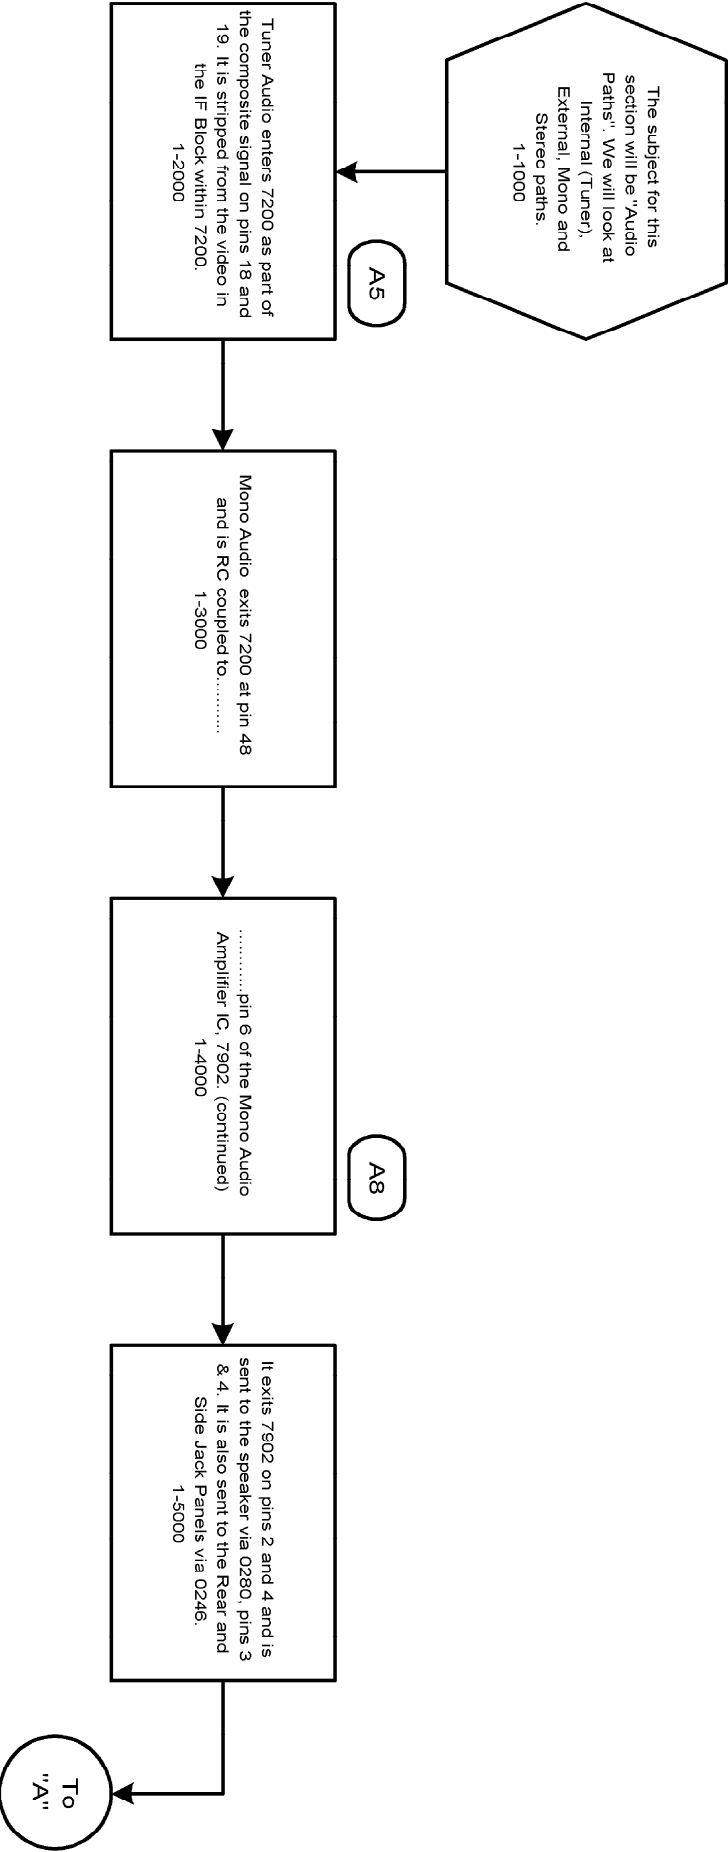 The subject for this
section will be "Audio
Paths". We will look at
Internal (Tuner),
External, Mono and
Sterec paths.
1-1000
A5
Tuner Audio enters 7200 as part of
the composite signal on pins 18 and
19. It is stripped from the video in
the IF Block within 7200.
1-2000
Mono Audio exits 7200 at pin 48
and is RC coupled to...........
1-3000
A8
............pin 6 of the Mono Audio
Amplifier IC, 7902. (continued)
1-4000
It exits 7902 on pins 2 and 4 and is
sent to the speaker via 0280, pins 3
& 4. It is also sent to the Rear and
Side Jack Panels via 0246.
1-5000
To
"A"